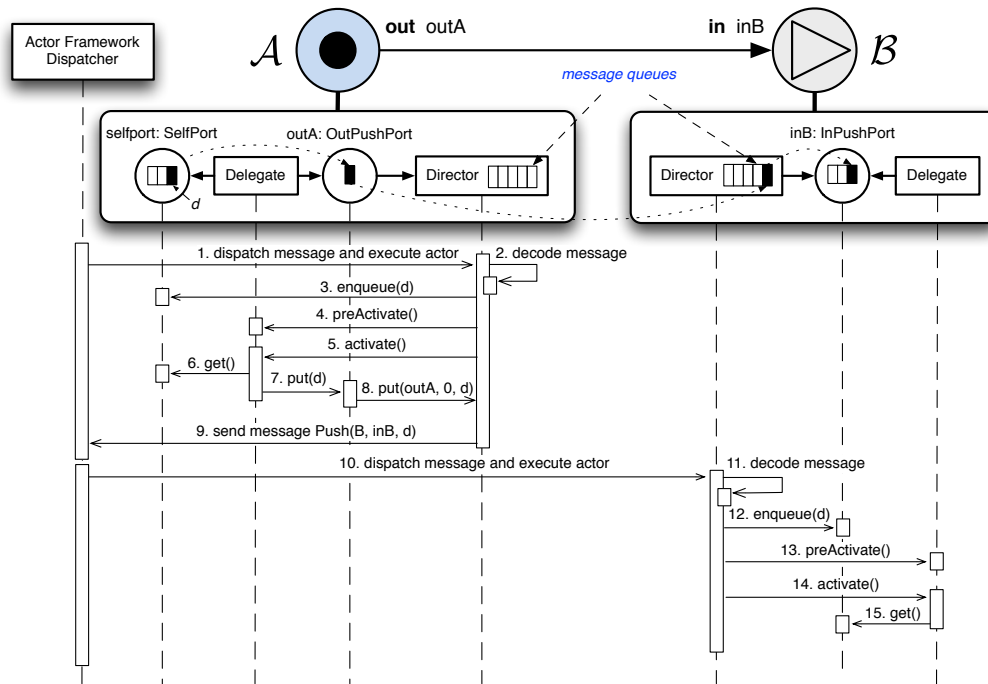 Actor Framework
Dispatcher
A
out outA
in inB
B
message queues
selfport: SelfPort
outA: OutPushPort
inB: InPushPort
Delegate
Director
Director
Delegate
d
1. dispatch message and execute actor
2. decode message
3. enqueue(d)
4. preActivate()
5. activate()
6. get()
7. put(d)
8. put(outA, 0, d)
9. send message Push(B, inB, d)
10. dispatch message and execute actor
11. decode message
12. enqueue(d)
13. preActivate()
14. activate()
15. get()